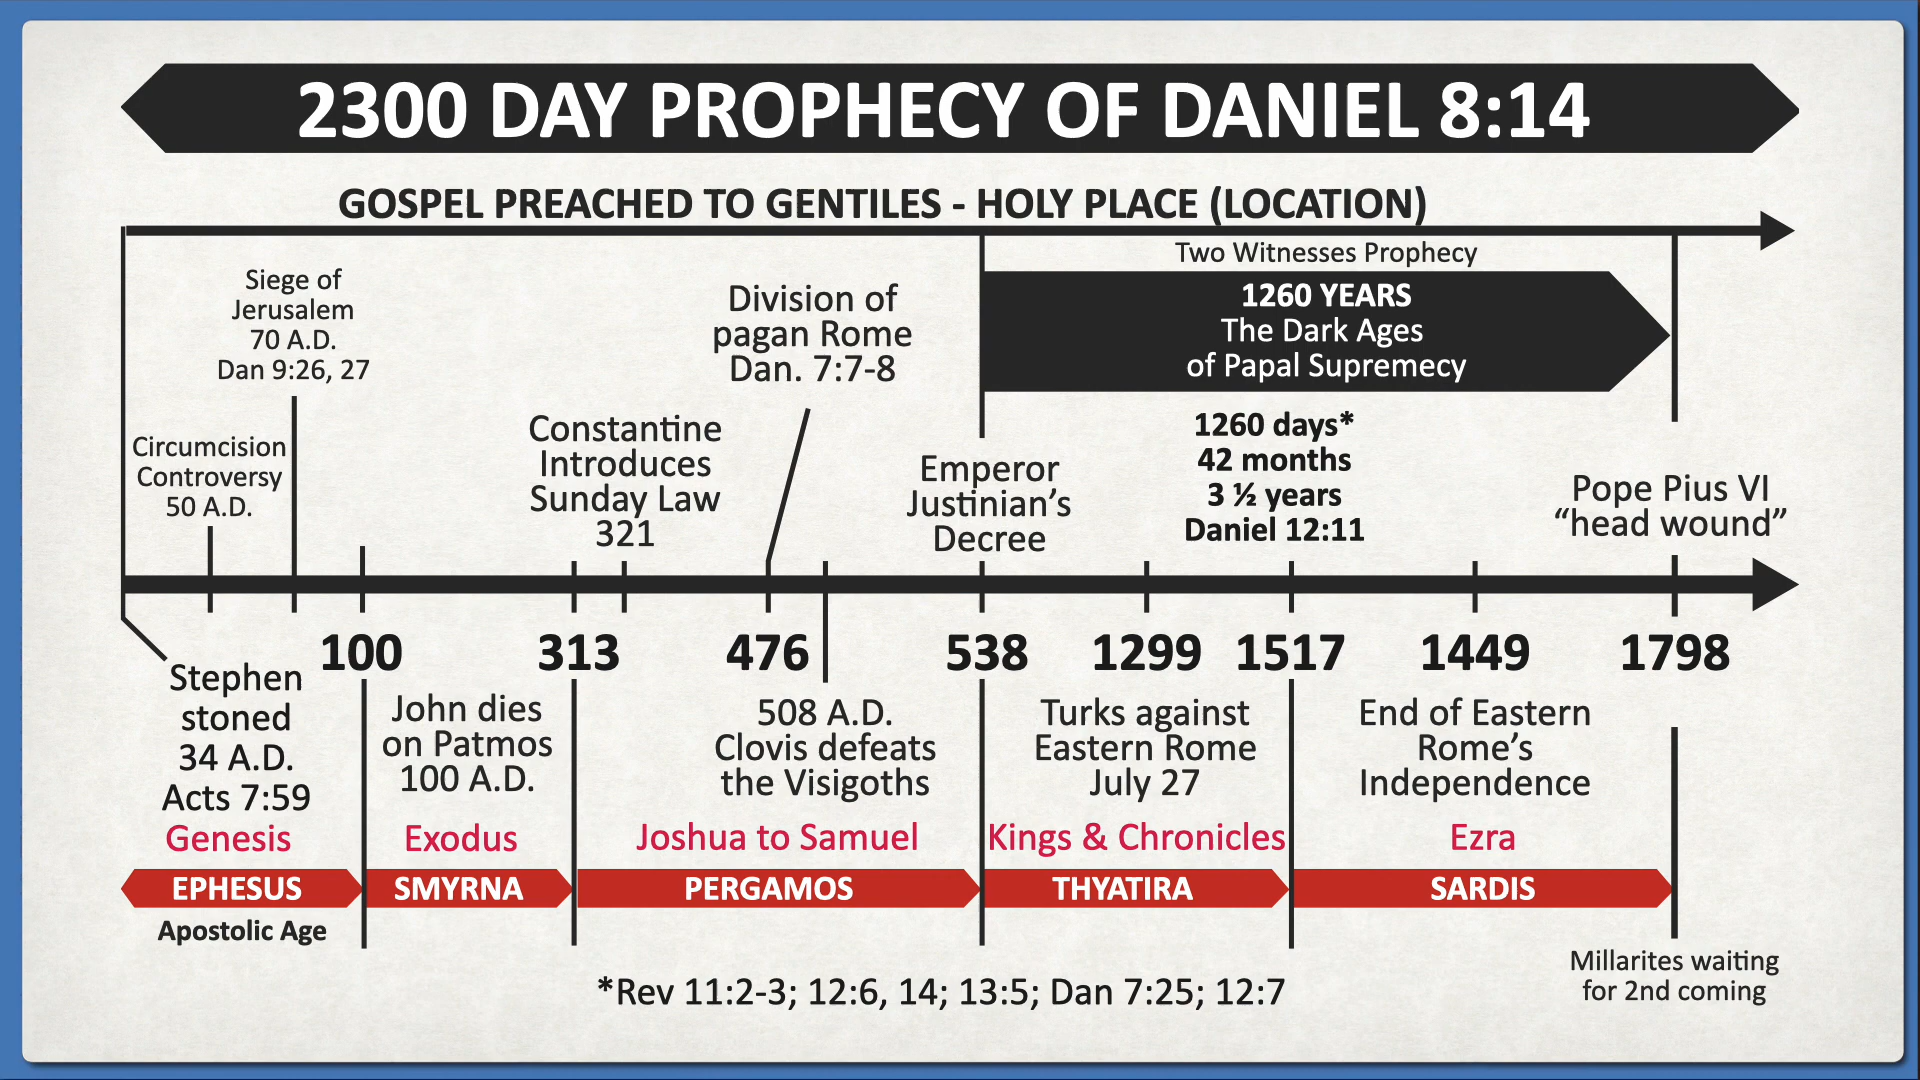 2300 DAY PROPHECY OF DANIEL 8:14
GOSPEL PREACHED TO GENTILES - HOLY PLACE (LOCATION)
Two Witnesses Prophecy
1260 YEARS
The Dark Ages
of Papal Supremecy
Siege of
Jerusalem
70 A.D.
Dan 9:26, 27
Division of
pagan Rome
Dan. 7:7-8
Circumcision
Controversy
50 A.D.
Constantine
Introduces
Sunday Law
321
Emperor
Justinian’s
Decree
1260 days*
42 months
3 ½ years
Daniel 12:11
Pope Pius VI
“head wound”
100 313 476 538 1299 1517 1449 1798
Stephen
stoned
34 A.D.
Acts 7:59
John dies
on Patmos
100 A.D.
508 A.D.
Clovis defeats
the Visigoths
Turks against
Eastern Rome
July 27
End of Eastern
Rome’s
Independence
Genesis Exodus Joshua to Samuel Kings & Chronicles Ezra
EPHESUS SMYRNA PERGAMOS THYATIRA SARDIS
Apostolic Age
Millarites waiting
for 2nd coming
*Rev 11:2-3; 12:6, 14; 13:5; Dan 7:25; 12:7